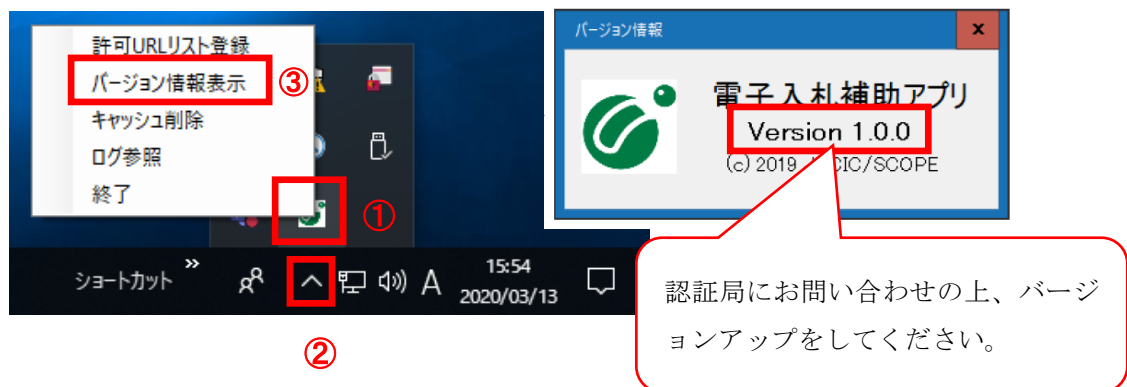 許可URLリスト登録
バージョン情報表示
③
キャッシュ削除
ログ参照
終了
①
ショートカット
»
A
15:54
2020/03/13
②
バージョン情報
x
電子入札補助アプリ
Version 1.0.0
(c) 2019 CIC/SCOPE
認証局にお問い合わせの上、バージ
ョンアップをしてください。